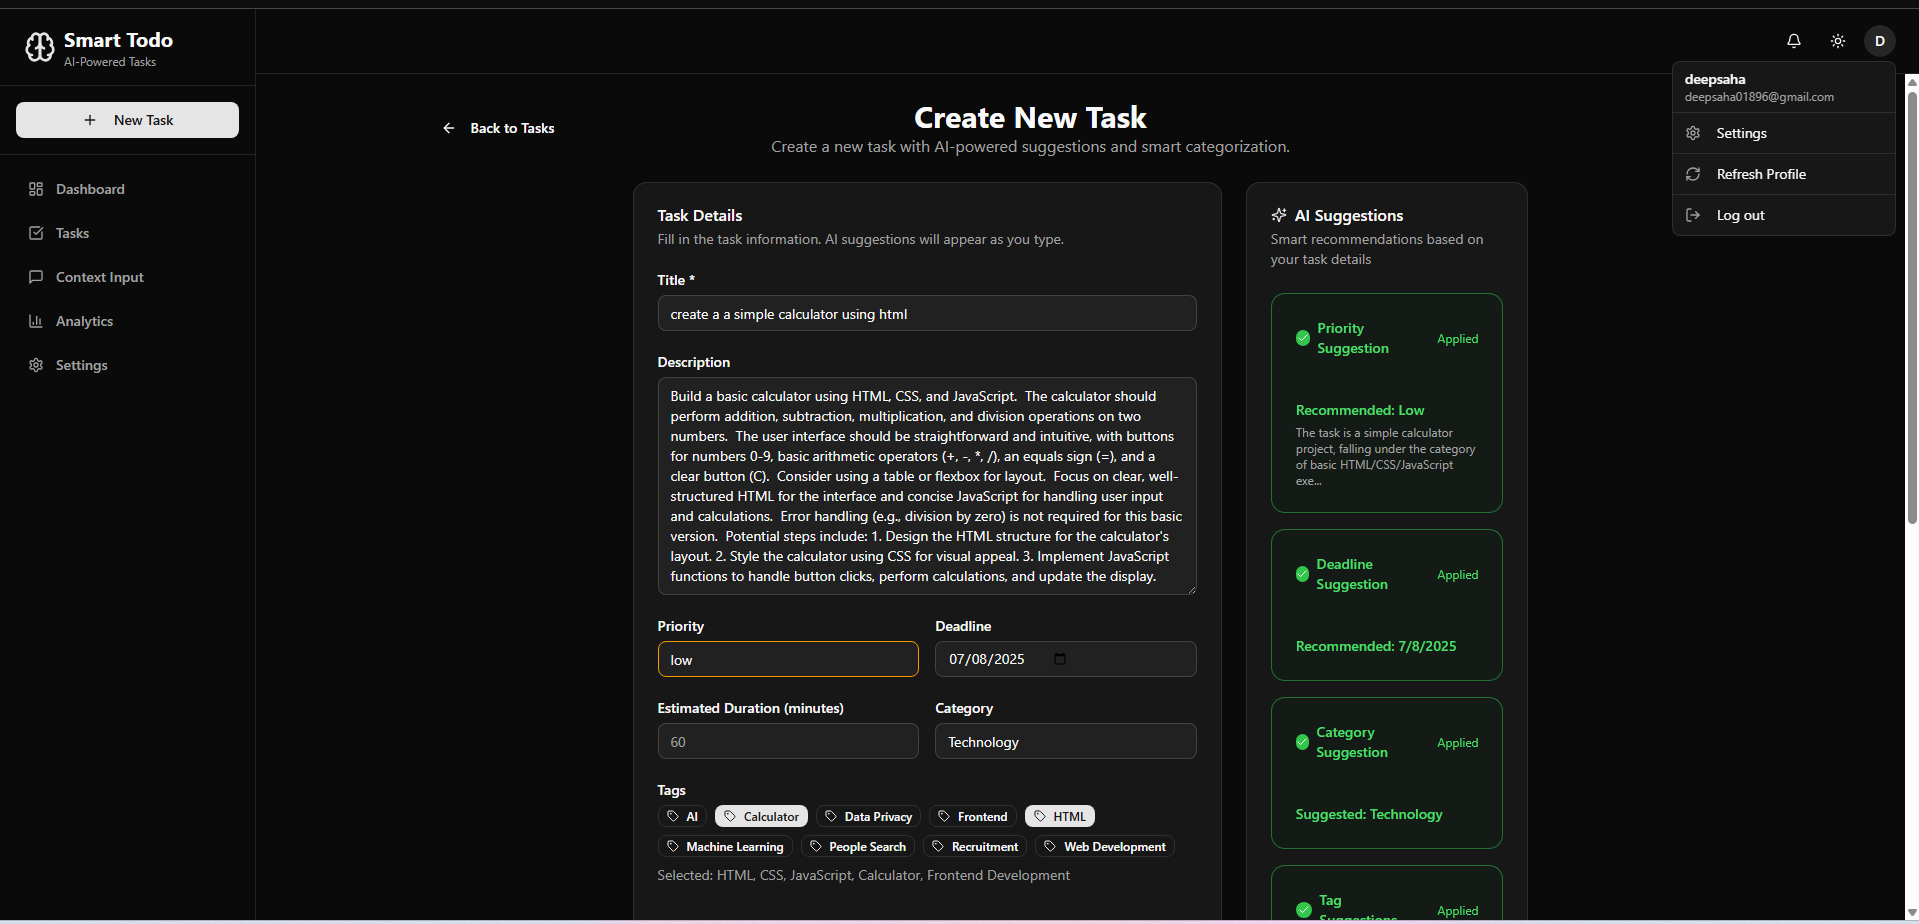 Smart Todo
AI-Powered Tasks
New Task
Dashboard
Tasks
Context Input
Analytics
Settings
D
deepsaha
deepsaha01896@gmail.com
Settings
Refresh Profile
Log out
Back to Tasks
Create New Task
Create a new task with AI-powered suggestions and smart categorization.
Task Details
Fill in the task information. AI suggestions will appear as you type.
Title *
create a a simple calculator using html
Description
Build a basic calculator using HTML, CSS, and JavaScript.  The calculator should
perform addition, subtraction, multiplication, and division operations on two
numbers.  The user interface should be straightforward and intuitive, with buttons
for numbers 0-9, basic arithmetic operators (+, -, *, /), an equals sign (=), and a
clear button (C).  Consider using a table or flexbox for layout.  Focus on clear, well-
structured HTML for the interface and concise JavaScript for handling user input
and calculations.  Error handling (e.g., division by zero) is not required for this basic
version.  Potential steps include: 1. Design the HTML structure for the calculator's
layout. 2. Style the calculator using CSS for visual appeal. 3. Implement JavaScript
functions to handle button clicks, perform calculations, and update the display.
Priority
low
Deadline
07/08/2025
Estimated Duration (minutes)
60
Category
Technology
Tags
AI
Calculator
Data Privacy
Frontend
HTML
Machine Learning
People Search
Recruitment
Web Development
Selected: HTML, CSS, JavaScript, Calculator, Frontend Development
AI Suggestions
Smart recommendations based on
your task details
Priority
Suggestion
Applied
Recommended: Low
The task is a simple calculator
project, falling under the category
of basic HTML/CSS/JavaScript
exe...
Deadline
Suggestion
Applied
Recommended: 7/8/2025
Category
Suggestion
Applied
Suggested: Technology
Tag
Suggestions
Applied